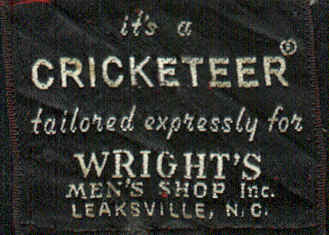 it's a
CRICKETEER®
tailored expressly for
WRIGHT'S
MEN'S SHOP Inc.
LEAKSVILLE, N.C.